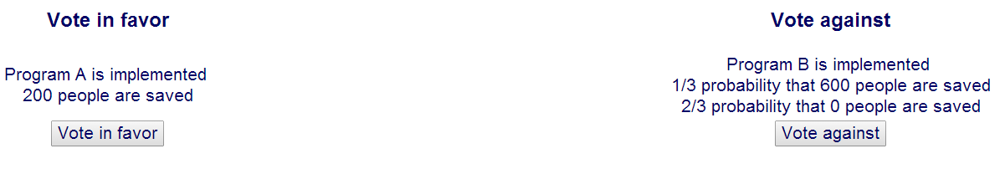 Vote in favor
Program A is implemented
200 people are saved
Vote in favor
Vote against
Program B is implemented
1/3 probability that 600 people are saved
2/3 probability that 0 people are saved
Vote against